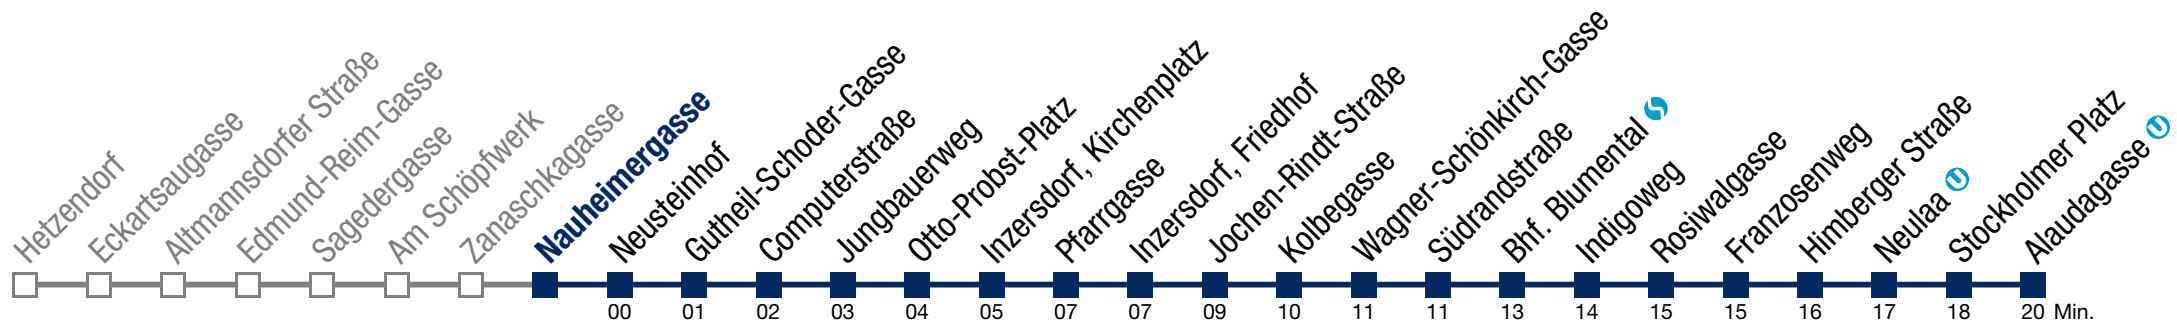 Hetzendorf
Eckartsaugasse
Altmannsdorfer Straße
Edmund-Reim-Gasse
Sagedergasse
Am Schöpfwerk
Zanaschkagasse
Nauheimergasse
Neusteinhof
Gutheil-Schoder-Gasse
Computerstraße
Jungbauerweg
Otto-Probst-Platz
Inzersdorf, Kirchenplatz
Pfarrgasse
Inzersdorf, Friedhof
Jochen-Rindt-Straße
Kolbegasse
Wagner-Schönkirch-Gasse
Südrandstraße
Bhf. Blumental S
Indigoweg
Rosiwalgasse
Franzosenweg
Himberger Straße
Neulaa U
Stockholmer Platz
Alaudagasse U
00 01 02 03 04 05 07 07 09 10 11 11 13 14 15 15 16 17 18 20 Min.